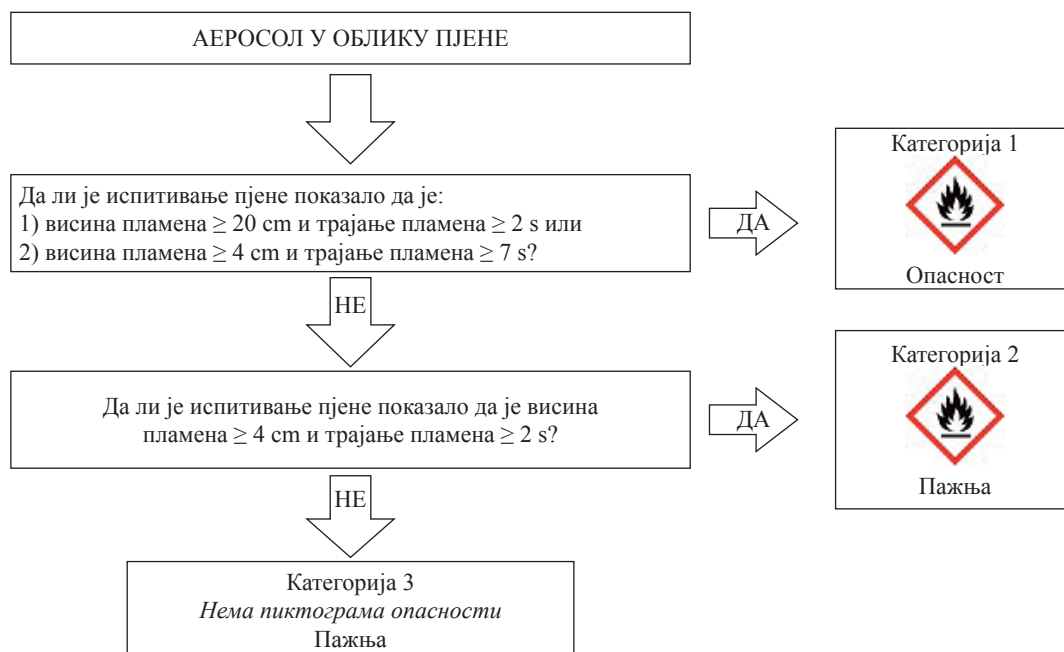 АЕРОСОЛ У ОБЛИКУ ПЈЕНЕ
Да ли је испитивање пјене показало да је:
1) висина пламена ≥ 20 cm и трајање пламена ≥ 2 s или
2) висина пламена ≥ 4 cm и трајање пламена ≥ 7 s?
ДА
Категорија 1
Опасност
НЕ
Да ли је испитивање пјене показало да је висина
пламена ≥ 4 cm и трајање пламена ≥ 2 s?
ДА
Категорија 2
Пажња
НЕ
Категорија 3
Нема пиктограма опасности
Пажња